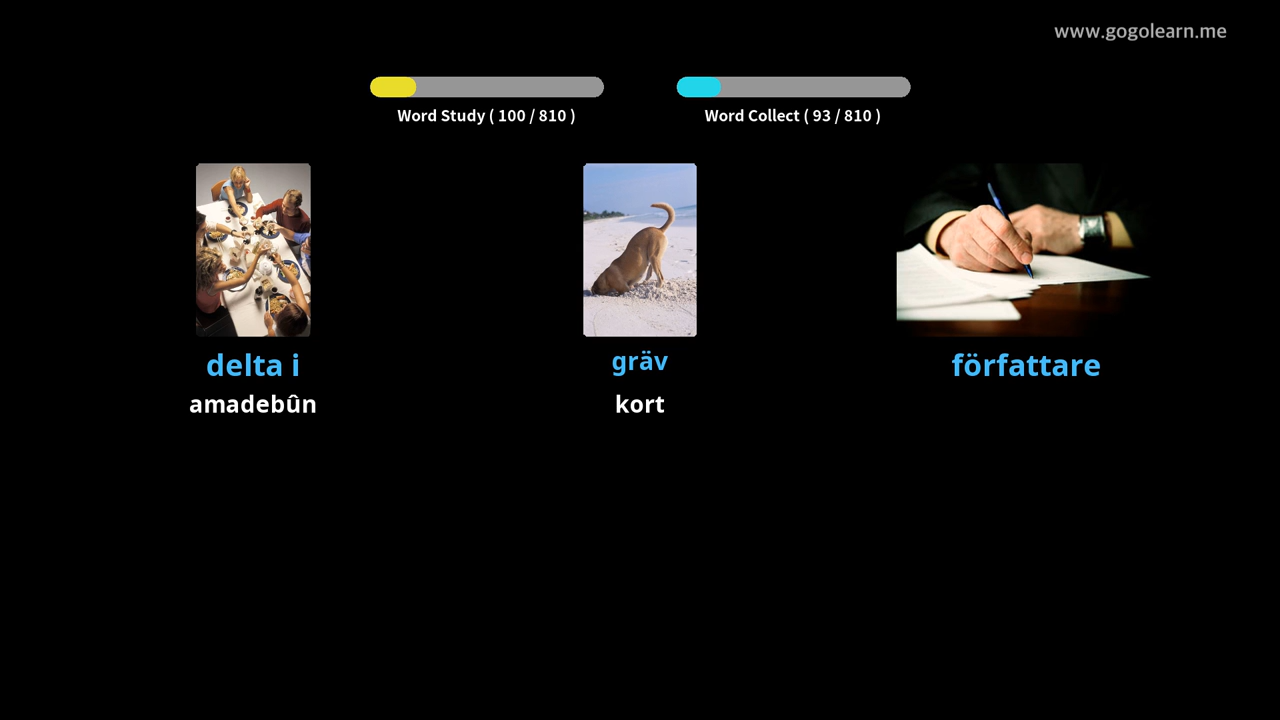 www.gogolearn.me
Word Study ( 100 / 810 )
Word Collect ( 93 / 810 )
delta i
amadebûn
gräv
kort
författare